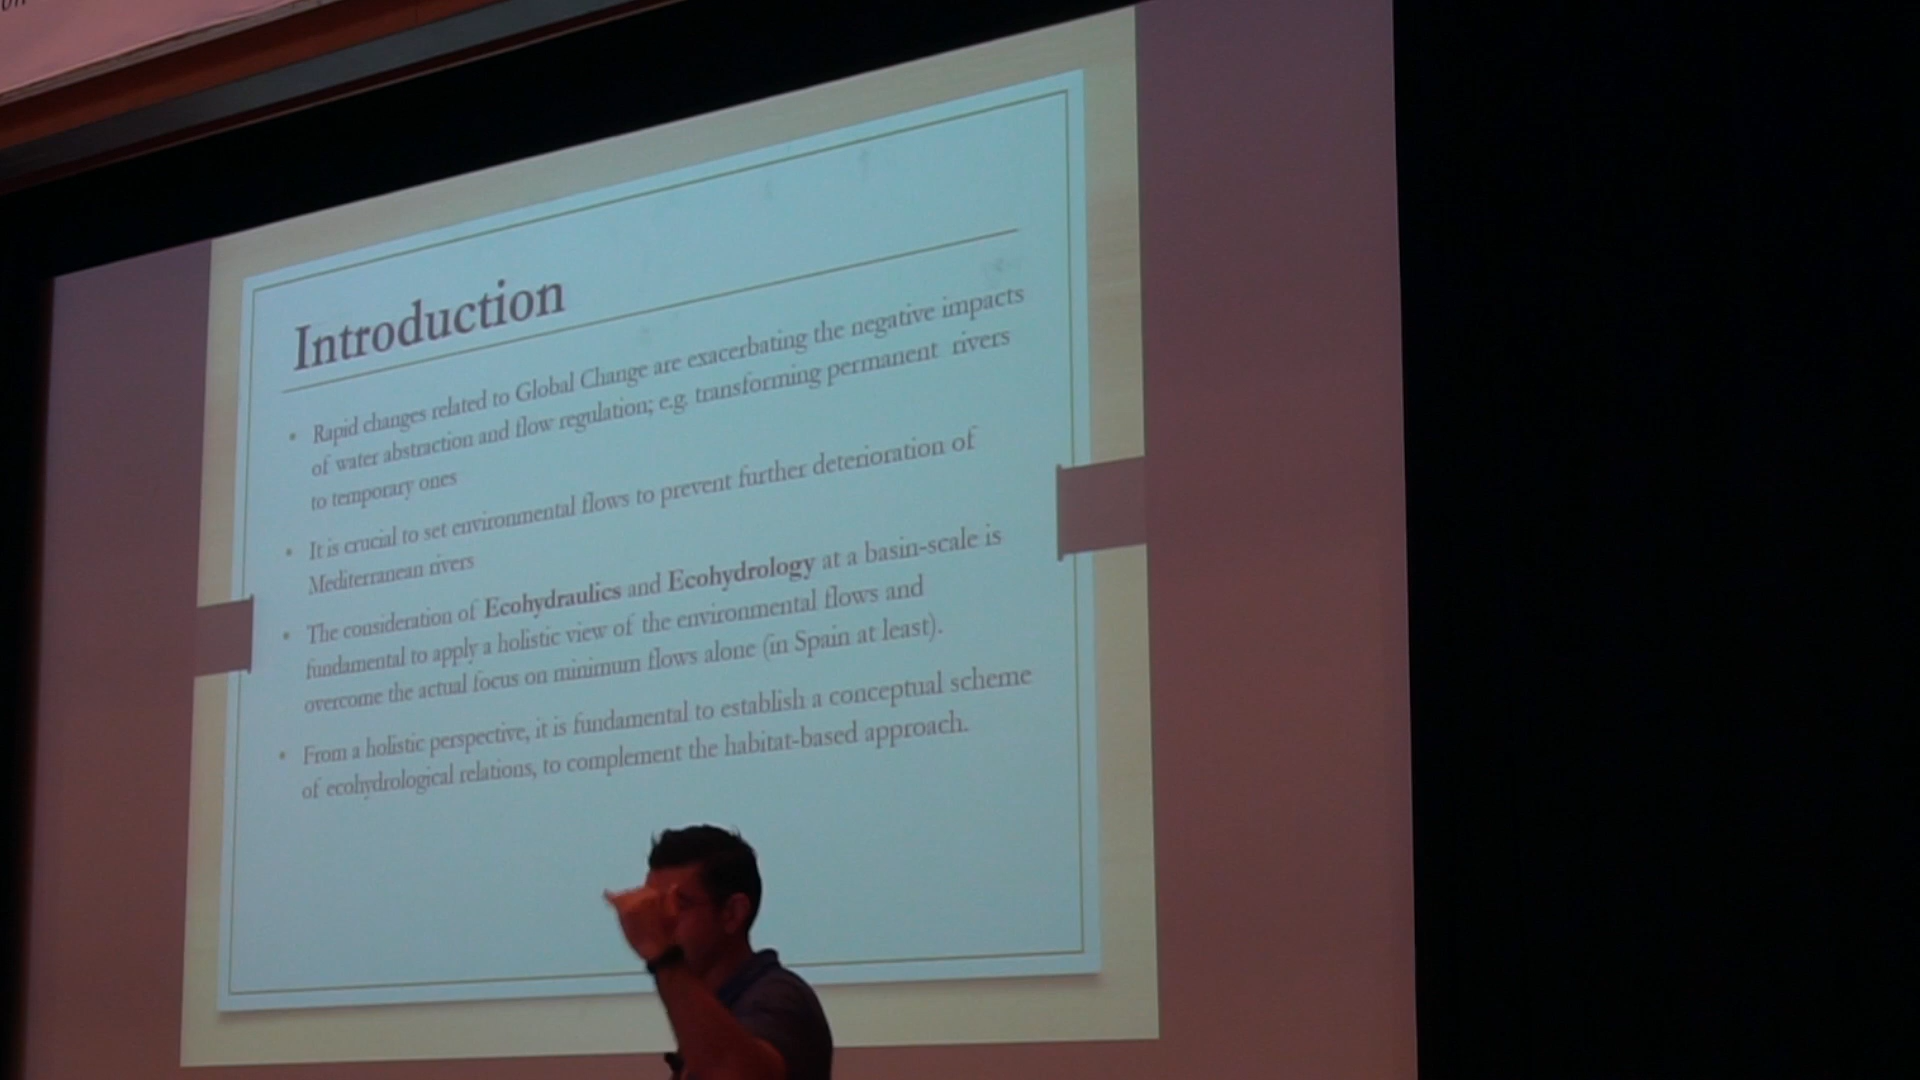 Introduction
• Rapid changes related to Global Change are exacerbating the negative impacts
of water abstraction and flow regulation; e.g. transforming permanent rivers
to temporary ones
• It is crucial to set environmental flows to prevent further deterioration of
Mediterranean rivers
• The consideration of Ecohydraulics and Ecohydrology at a basin-scale is
fundamental to apply a holistic view of the environmental flows and
overcome the actual focus on minimum flows alone (in Spain at least).
• From a holistic perspective, it is fundamental to establish a conceptual scheme
of ecohydrological relations, to complement the habitat-based approach.